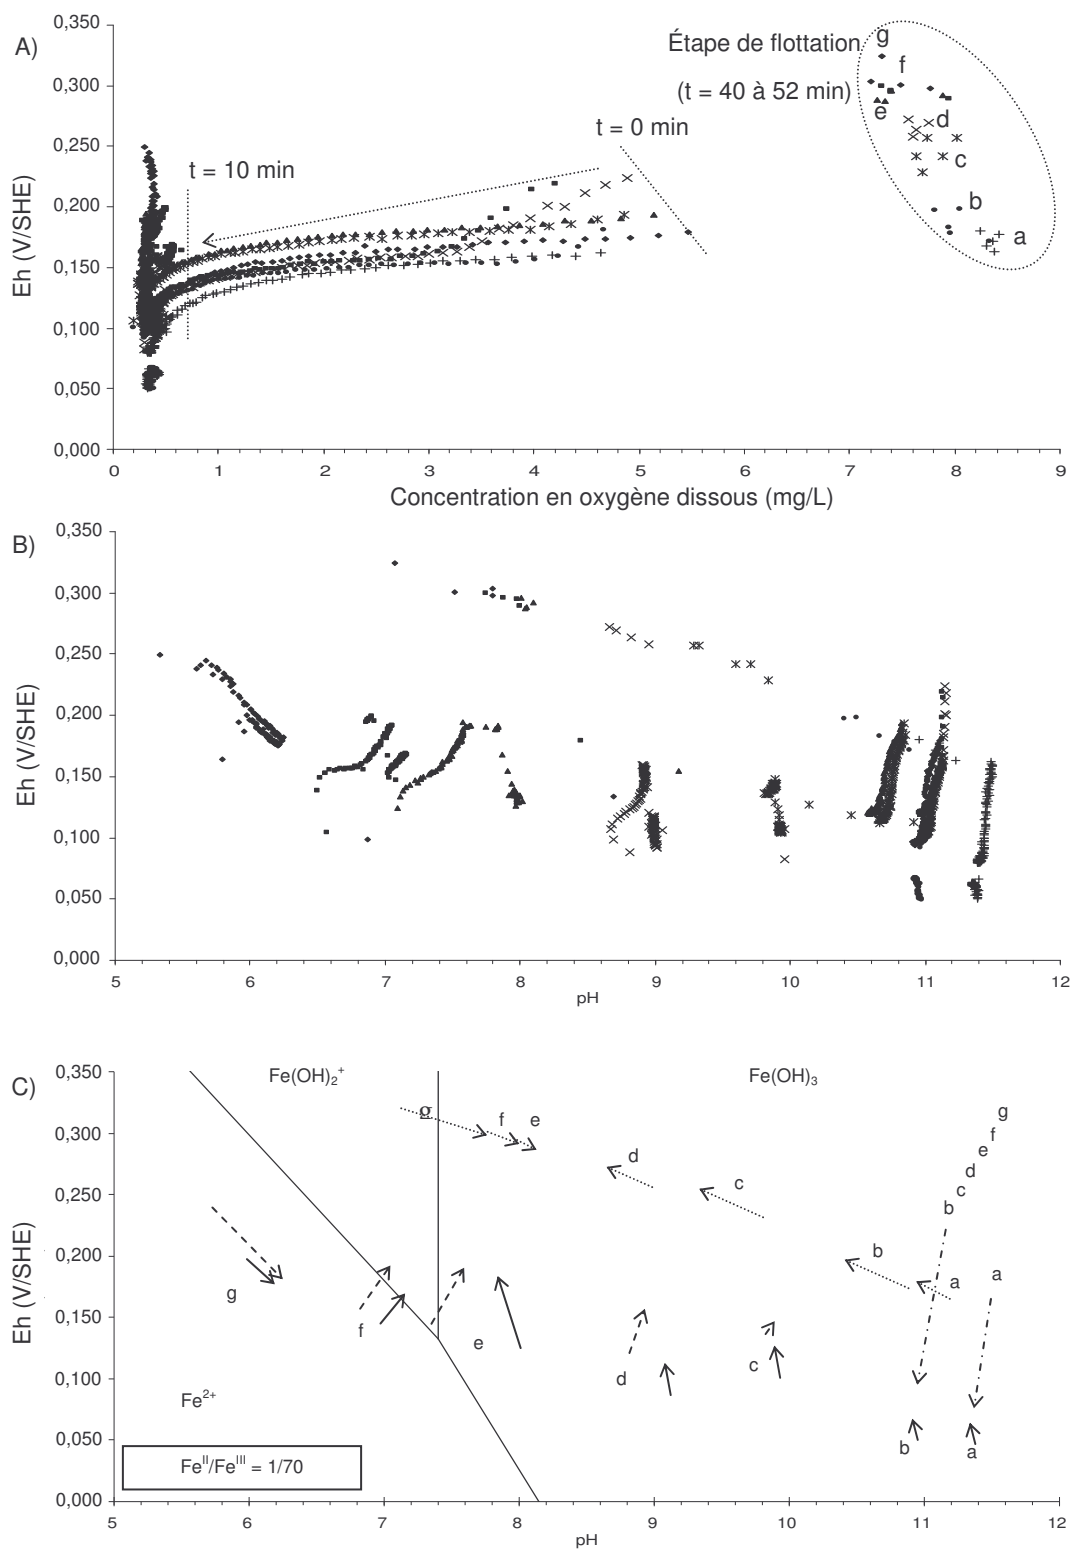 A)
0,350
0,300
0,250
0,200
0,150
0,100
0,050
0,000
Eh (V/SHE)
Étape de flottation
(t = 40 à 52 min)
t = 0 min
t = 10 min
g
f
e
d
c
b
a
0 1 2 3 4 5 6 7 8 9
Concentration en oxygène dissous (mg/L)
B)
0,350
0,300
0,250
0,200
0,150
0,100
0,050
0,000
Eh (V/SHE)
5 6 7 8 9 10 11 12
pH
C)
0,350
0,300
0,250
0,200
0,150
0,100
0,050
0,000
Eh (V/SHE)
Fe(OH)₂⁺
Fe(OH)₃
g f e
d
c
b
a
g
f
e
d
c
b
a
g
f
e
d
c
b
a
Fe²⁺
Feᴵᴵ/Feᴵᴵᴵ = 1/70
5 6 7 8 9 10 11 12
pH